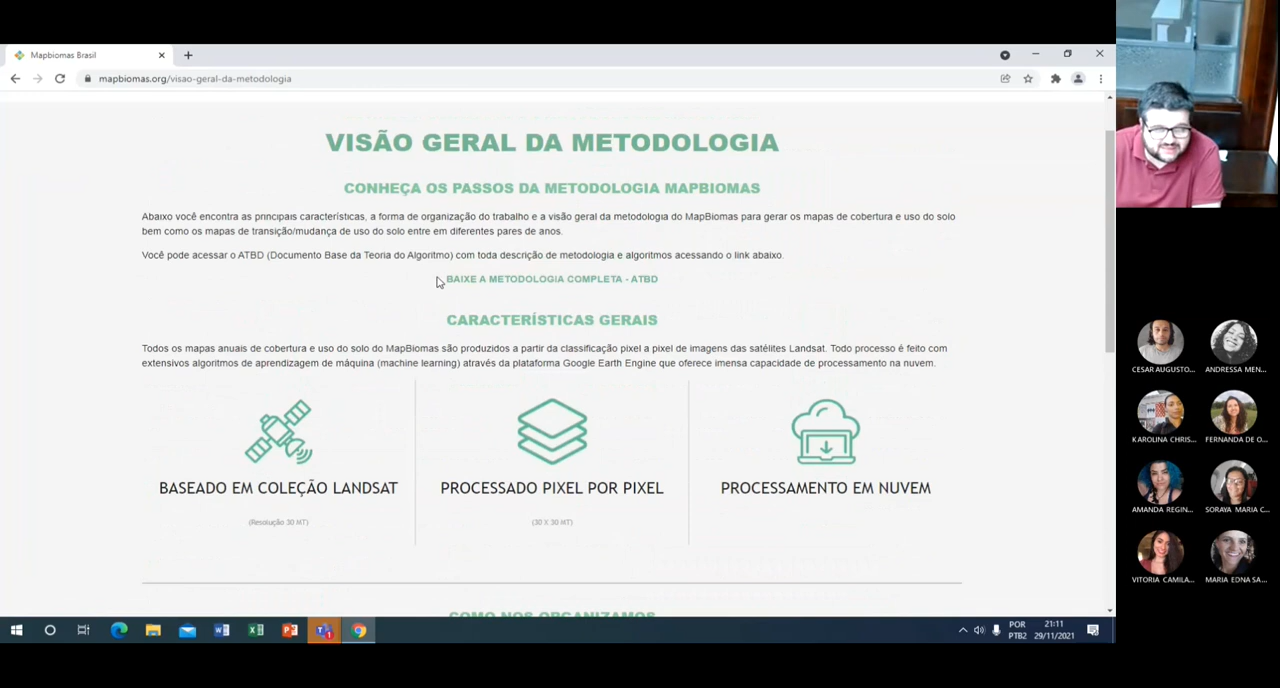 Mapbiomas Brasil
mapbiomas.org/visao-geral-da-metodologia
VISÃO GERAL DA METODOLOGIA
CONHEÇA OS PASSOS DA METODOLOGIA MAPBIOMAS
Abaixo você encontra as principais características, a forma de organização do trabalho e a visão geral da metodologia do MapBiomas para gerar os mapas de cobertura e uso do solo
bem como os mapas de transição/mudança de uso do solo entre em diferentes pares de anos.
Você pode acessar o ATBD (Documento Base da Teoria do Algoritmo) com toda descrição de metodologia e algoritmos acessando o link abaixo.
BAIXE A METODOLOGIA COMPLETA - ATBD
CARACTERÍSTICAS GERAIS
Todos os mapas anuais de cobertura e uso do solo do MapBiomas são produzidos a partir da classificação pixel a pixel de imagens das satélites Landsat. Todo processo é feito com
extensivos algoritmos de aprendizagem de máquina (machine learning) através da plataforma Google Earth Engine que oferece imensa capacidade de processamento na nuvem.
BASEADO EM COLEÇÃO LANDSAT
(Resolução 30 MT)
PROCESSADO PIXEL POR PIXEL
(30 X 30 MT)
PROCESSAMENTO EM NUVEM
COMO NOS ORGANIZAMOS
POR
PTB2
21:11
29/11/2021
CESAR AUGUSTO...
ANDRESSA MEN...
KAROLINA CHRIS...
FERNANDA DE O...
AMANDA REGIN...
SORAYA MARIA C...
VITORIA CAMILA...
MARIA EDNA SA...